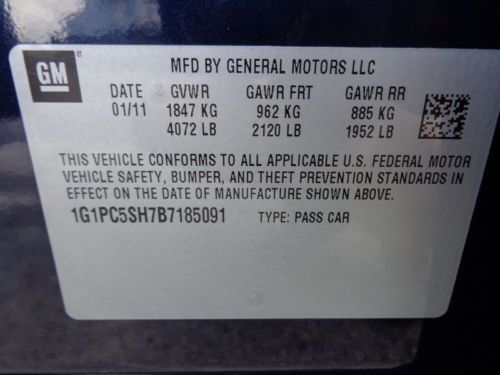 GM
MFD BY GENERAL MOTORS LLC
DATE GVWR GAWR FRT GAWR RR
01/11 1847 KG 962 KG 885 KG
4072 LB 2120 LB 1952 LB
THIS VEHICLE CONFORMS TO ALL APPLICABLE U.S. FEDERAL MOTOR
VEHICLE SAFETY, BUMPER, AND THEFT PREVENTION STANDARDS IN
EFFECT ON THE DATE OF MANUFACTURE SHOWN ABOVE.
1G1PC5SH7B7185091 TYPE: PASS CAR